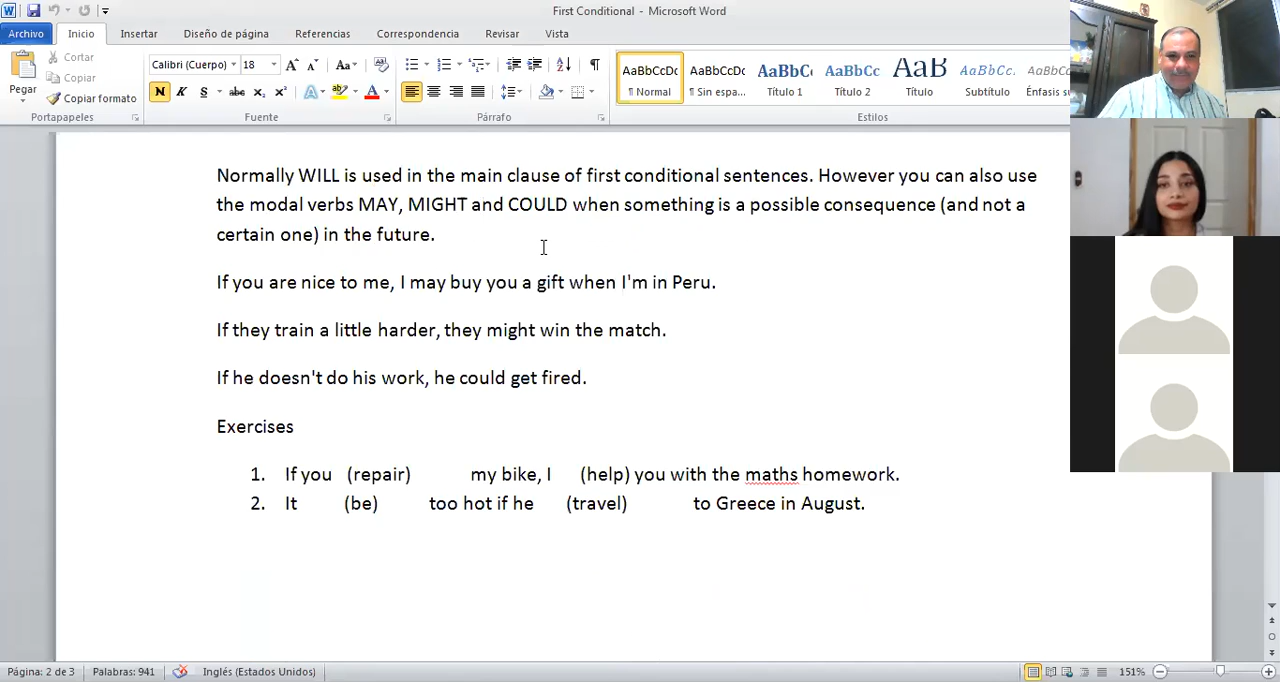 First Conditional - Microsoft Word
Archivo Inicio Insertar Diseño de página Referencias Correspondencia Revisar Vista
Cortar
Copiar
Copiar formato
Pegar
Portapapeles
Calibri (Cuerpo) 18
Fuente
Párrafo
AaBbCcDc AaBbCcDc AaBbC AaBbCc AaB AaBbCc AaBbCc
¶ Normal ¶ Sin espa... Título 1 Título 2 Título Subtítulo Énfasis su
Estilos
Normally WILL is used in the main clause of first conditional sentences. However you can also use
the modal verbs MAY, MIGHT and COULD when something is a possible consequence (and not a
certain one) in the future.
If you are nice to me, I may buy you a gift when I'm in Peru.
If they train a little harder, they might win the match.
If he doesn't do his work, he could get fired.
Exercises
1. If you (repair) my bike, I (help) you with the maths homework.
2. It (be) too hot if he (travel) to Greece in August.
Página: 2 de 3 Palabras: 941 Inglés (Estados Unidos) 151%